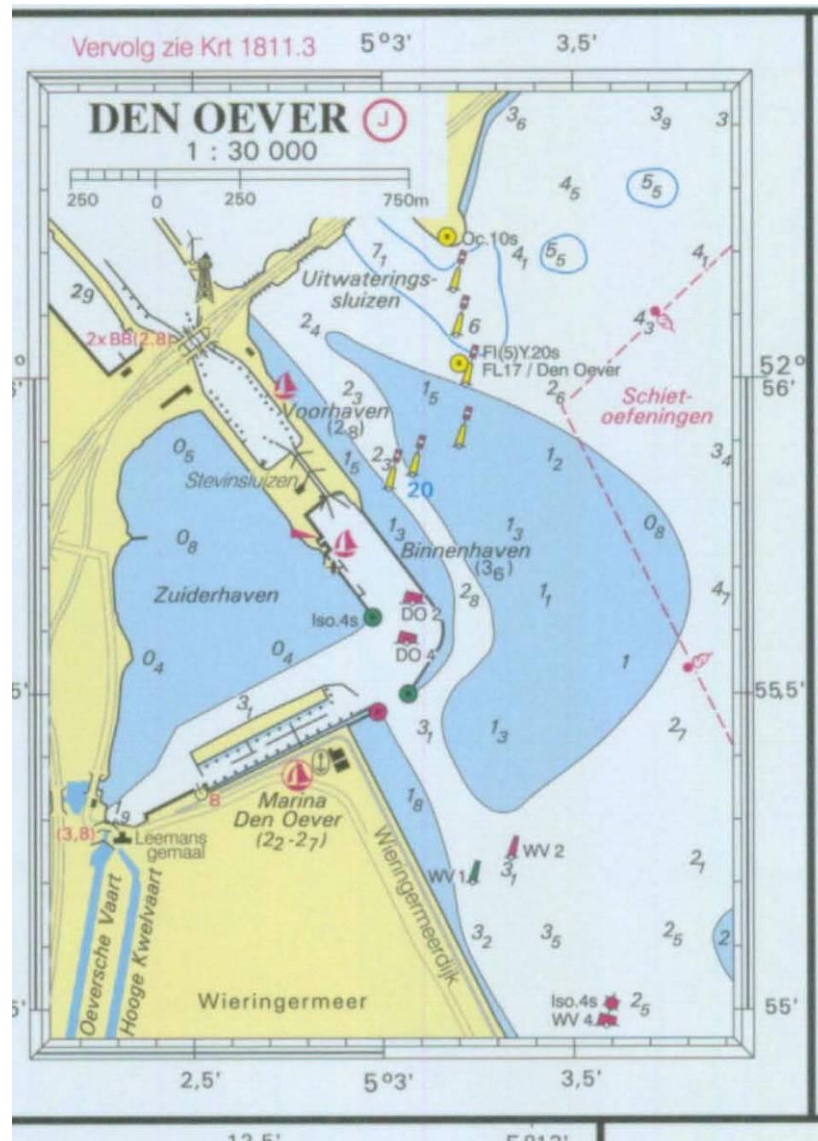 Vervolg zie Krt 1811.3
5°3' 3,5'
DEN OEVER J
1 : 30 000
250 0 250 750m
3₆ 3₉ 3
4₅ 5₅
Oc.10s
7₁ 4₁ 5₅ 4₁
Uitwaterings-
sluizen
2₉ 6 4₃
2x BB(2,8) 2₄
Fl(5)Y.20s
FL17 / Den Oever
52°
56'
2₃ 1₅ 2₆
Schiet-
oefeningen
Voorhaven
(2₈)
0₅ 1₅ 2₃ 1₂ 3₄
Stevinsluizen
20
0₈ 1₃ 1₃ 0₈
Binnenhaven
(3₆)
Zuiderhaven
2₈ 1₁ 4₇
DO 2
Iso.4s
DO 4
0₄ 0₄ 1
5' 55,5'
3₁ 3₁ 1₃ 2₇
8
Marina
Den Oever
(2₂-2₇)
1₈
1₉
(3,8)
Leemans
gemaal
Wieringermeerdijk
WV 2
WV 1 3₁ 2₁
Oeversche Vaart
Hooge Kwelvaart
3₂ 3₅ 2₅ 2
Wieringermeer
Iso.4s 2₅
WV 4
5' 55'
2,5' 5°3' 3,5'